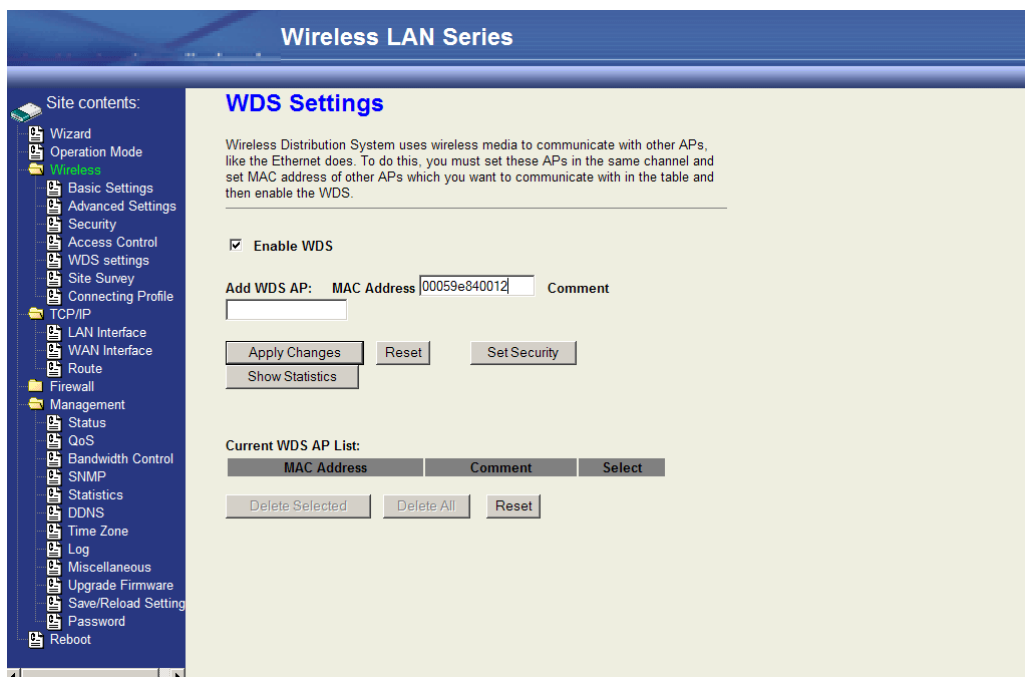 Wireless LAN Series
Site contents:
Wizard
Operation Mode
Wireless
Basic Settings
Advanced Settings
Security
Access Control
WDS settings
Site Survey
Connecting Profile
TCP/IP
LAN Interface
WAN Interface
Route
Firewall
Management
Status
QoS
Bandwidth Control
SNMP
Statistics
DDNS
Time Zone
Log
Miscellaneous
Upgrade Firmware
Save/Reload Setting
Password
Reboot
WDS Settings
Wireless Distribution System uses wireless media to communicate with other APs,
like the Ethernet does. To do this, you must set these APs in the same channel and
set MAC address of other APs which you want to communicate with in the table and
then enable the WDS.
Enable WDS
Add WDS AP: MAC Address 00059e840012 Comment
Apply Changes Reset Set Security
Show Statistics
Current WDS AP List:
MAC Address Comment Select
Delete Selected Delete All Reset